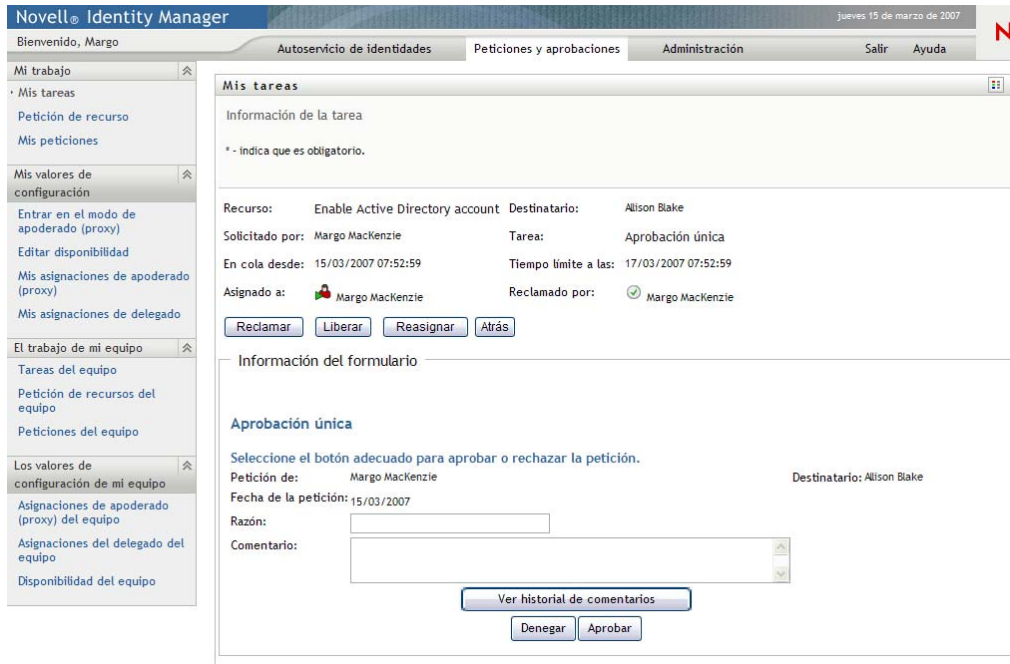 Novell® Identity Manager
jueves 15 de marzo de 2007
N
Bienvenido, Margo
Autoservicio de identidades
Peticiones y aprobaciones
Administración
Salir
Ayuda
Mi trabajo
Mis tareas
Petición de recurso
Mis peticiones
Mis valores de
configuración
Entrar en el modo de
apoderado (proxy)
Editar disponibilidad
Mis asignaciones de apoderado
(proxy)
Mis asignaciones de delegado
El trabajo de mi equipo
Tareas del equipo
Petición de recursos del
equipo
Peticiones del equipo
Los valores de
configuración de mi equipo
Asignaciones de apoderado
(proxy) del equipo
Asignaciones del delegado del
equipo
Disponibilidad del equipo
Mis tareas
Información de la tarea
* - indica que es obligatorio.
Recurso: Enable Active Directory account Destinatario: Allison Blake
Solicitado por: Margo MacKenzie Tarea: Aprobación única
En cola desde: 15/03/2007 07:52:59 Tiempo límite a las: 17/03/2007 07:52:59
Asignado a: Margo MacKenzie Reclamado por: Margo MacKenzie
Reclamar Liberar Reasignar Atrás
Información del formulario
Aprobación única
Seleccione el botón adecuado para aprobar o rechazar la petición.
Petición de: Margo MacKenzie Destinatario: Allison Blake
Fecha de la petición: 15/03/2007
Razón:
Comentario:
Ver historial de comentarios
Denegar Aprobar